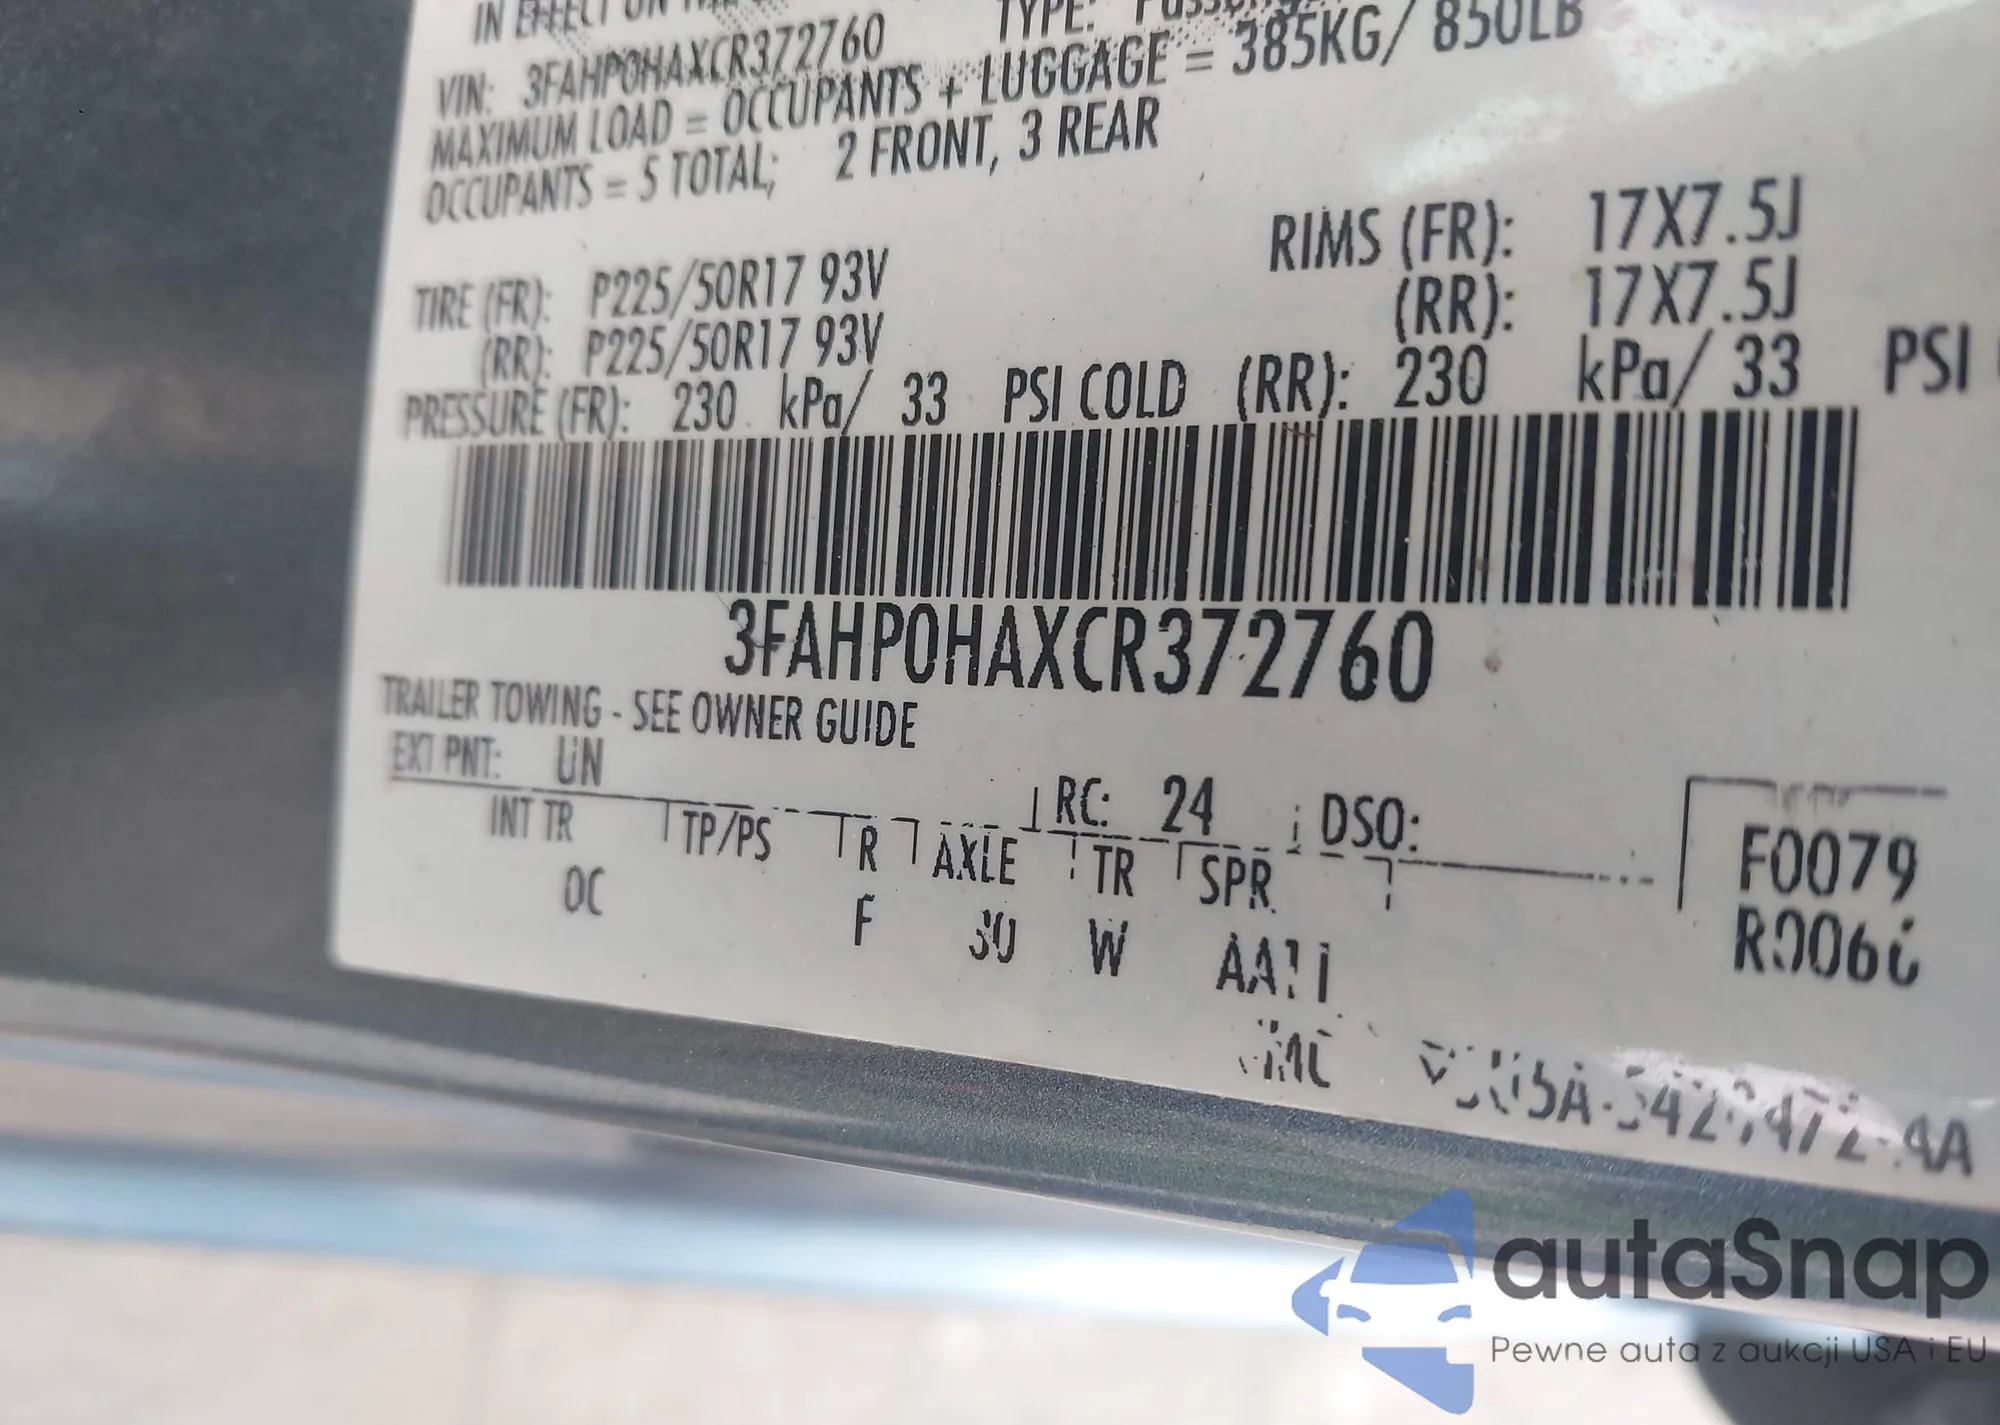 IN EFFECT ON
TYPE:
VIN: 3FAHP0HAXCR372760
MAXIMUM LOAD = OCCUPANTS + LUGGAGE = 385KG/ 850LB
OCCUPANTS = 5 TOTAL; 2 FRONT, 3 REAR
TIRE (FR): P225/50R17 93V RIMS (FR): 17X7.5J
(RR): P225/50R17 93V (RR): 17X7.5J
PRESSURE (FR): 230 kPa/ 33 PSI COLD (RR): 230 kPa/ 33 PSI
3FAHP0HAXCR372760
TRAILER TOWING - SEE OWNER GUIDE
EXT PNT: UN RC: 24 DSO:
INT TR TP/PS R AXLE TR SPR F0079
OC F W
autaSnap
Pewne auta z aukcji USA i EU